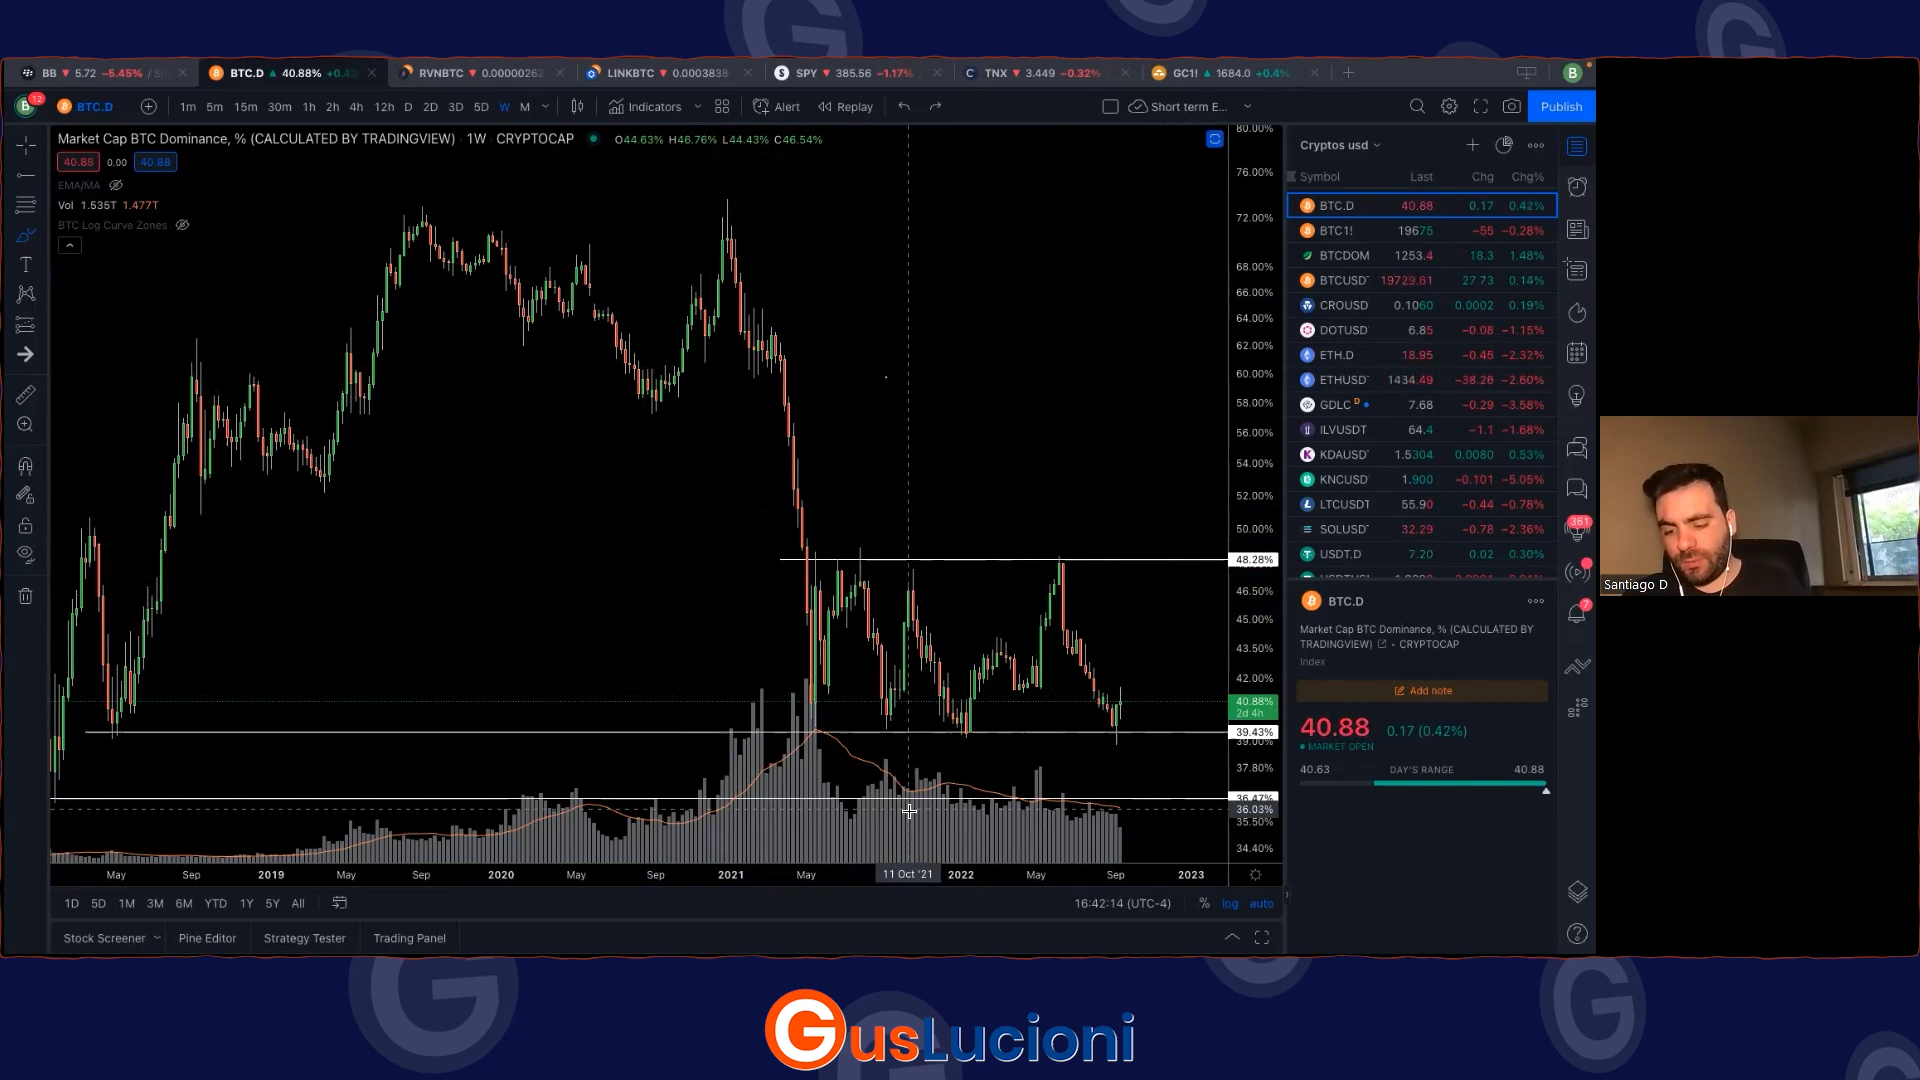 BB 5.72 −5.45% /
BTC.D 40.88%
RVNBTC 0.00000262
LINKBTC 0.0003838
SPY 385.56 −1.17% /
TNX 3.449 −0.32% /
GC1! 1684.0 +0.4%
B
B 12 BTC.D 1m 5m 15m 30m 1h 2h 4h 12h D 2D 3D 5D W M Indicators Alert Replay Short term E... Publish
Market Cap BTC Dominance, % (CALCULATED BY TRADINGVIEW) · 1W · CRYPTOCAP O44.63% H46.76% L44.43% C46.54%
40.88 0.00 40.88
EMA/MA
Vol 1.535T 1.477T
BTC Log Curve Zones
80.00%
76.00%
72.00%
68.00%
66.00%
64.00%
62.00%
60.00%
58.00%
56.00%
54.00%
52.00%
50.00%
48.28%
46.50%
45.00%
43.50%
42.00%
40.88%
2d 4h
39.43%
39.00%
37.80%
36.47%
36.03%
35.50%
34.40%
May Sep 2019 May Sep 2020 May Sep 2021 May 11 Oct '21 2022 May Sep 2023
1D 5D 1M 3M 6M YTD 1Y 5Y All 16:42:14 (UTC-4) % log auto
Stock Screener Pine Editor Strategy Tester Trading Panel
Cryptos usd
Symbol Last Chg Chg%
BTC.D 40.88 0.17 0.42%
BTC1! 19675 −55 −0.28%
BTCDOM 1253.4 18.3 1.48%
BTCUSD 19729.61 27.73 0.14%
CROUSD 0.1060 0.0002 0.19%
DOTUSD 6.85 −0.08 −1.15%
ETH.D 18.95 −0.45 −2.32%
ETHUSD 1434.49 −38.26 −2.60%
GDLC D 7.68 −0.29 −3.58%
ILVUSDT 64.4 −1.1 −1.68%
KDAUSD 1.5304 0.0080 0.53%
KNCUSD 1.900 −0.101 −5.05%
LTCUSDT 55.90 −0.44 −0.78%
SOLUSD 32.29 −0.78 −2.36%
USDT.D 7.20 0.02 0.30%
BTC.D
Market Cap BTC Dominance, % (CALCULATED BY
TRADINGVIEW) • CRYPTOCAP
Index
Add note
40.88 0.17 (0.42%)
MARKET OPEN
40.63 DAY'S RANGE 40.88
361
7
Santiago D
GusLucioni